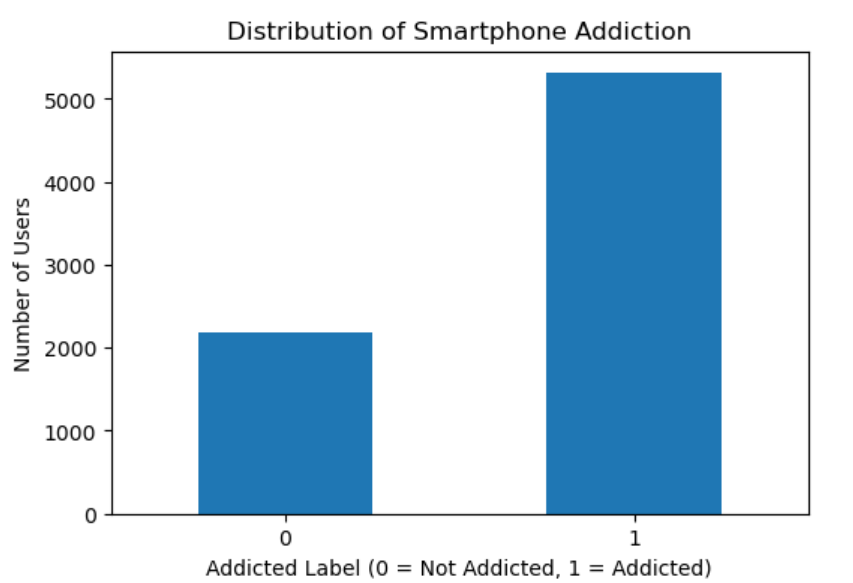 Distribution of Smartphone Addiction
Number of Users
5000
4000
3000
2000
1000
0
0 1
Addicted Label (0 = Not Addicted, 1 = Addicted)